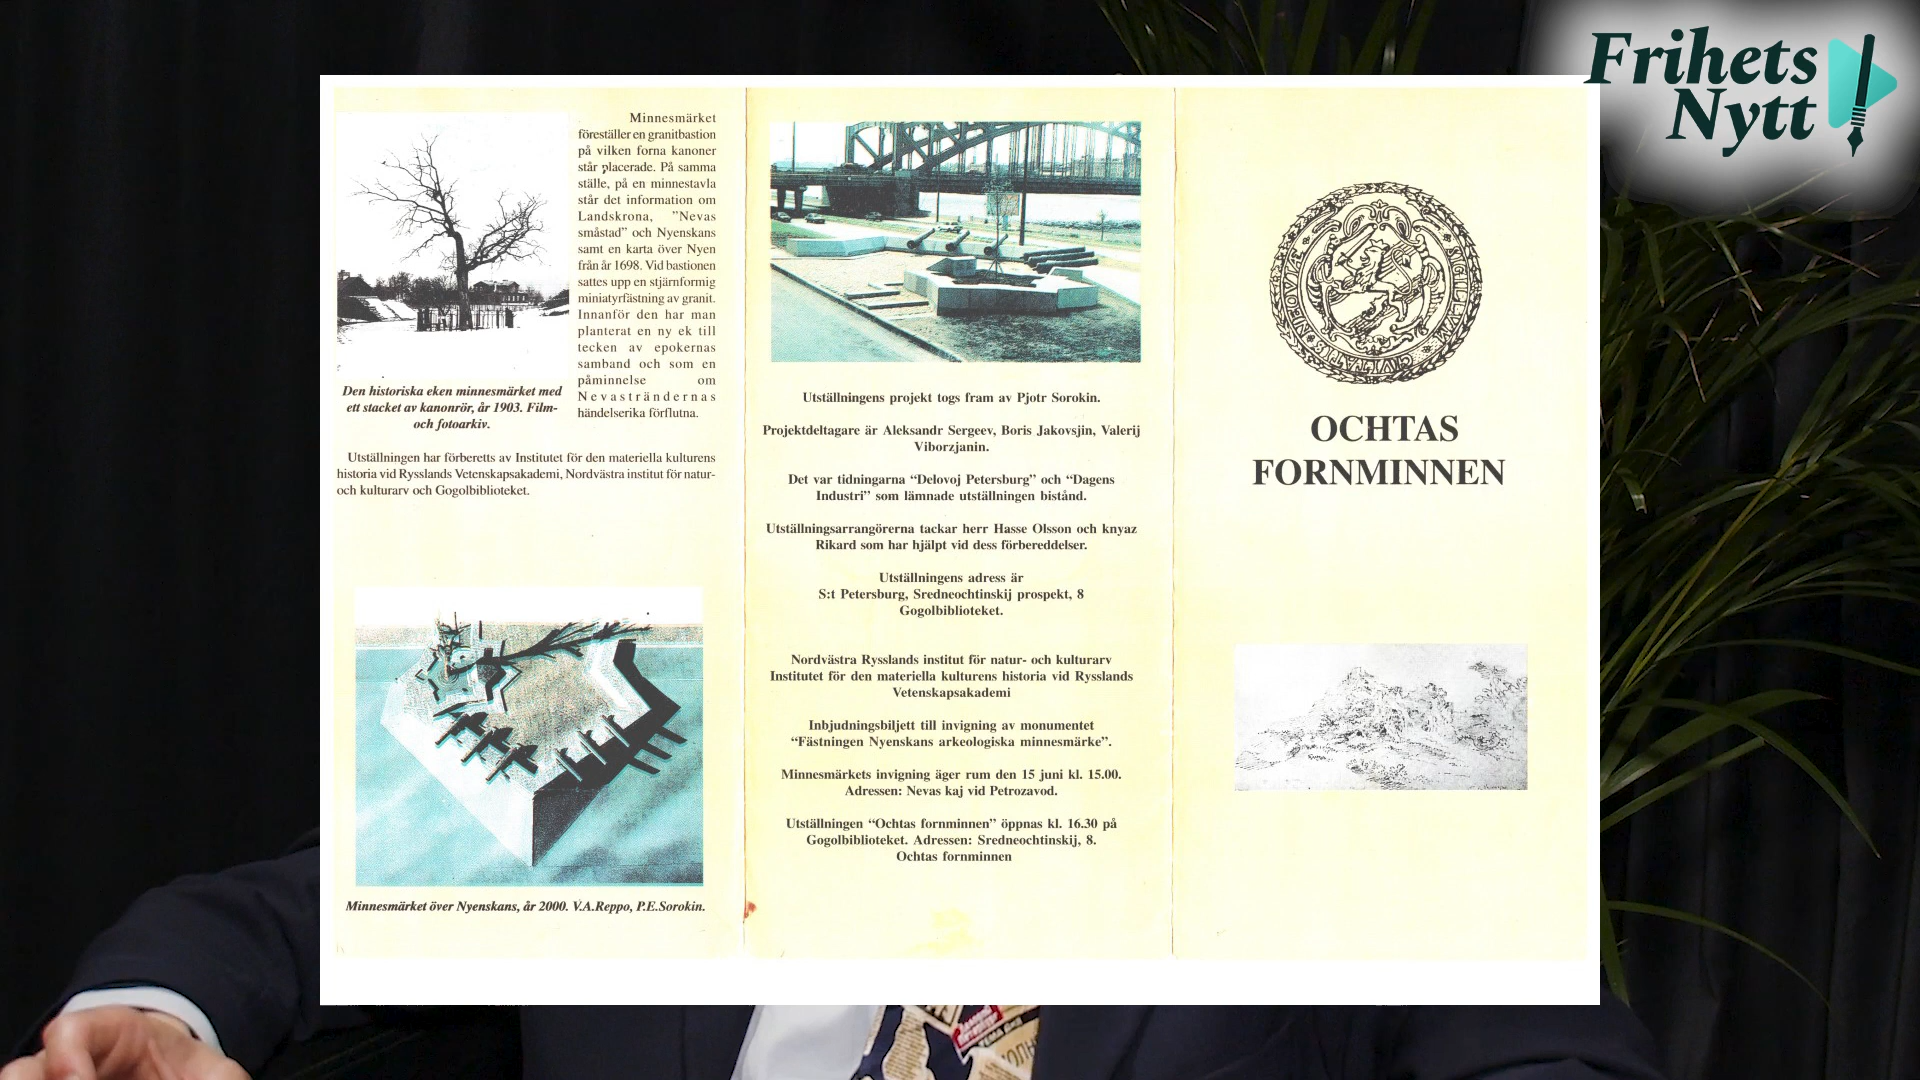 Frihets
Nytt
Minnesmärket
föreställer en granitbastion
på vilken forna kanoner
står placerade. På samma
ställe, på en minnestavla
står det information om
Landskrona, ”Nevas
småstad” och Nyenskans
samt en karta över Nyen
från år 1698. Vid bastionen
sattes upp en stjärnformig
miniatyrfästning av granit.
Innanför den har man
planterat en ny ek till
tecken av epokernas
samband och som en
påminnelse om
Nevasträndernas
händelserika förflutna.
Den historiska eken minnesmärket med
ett stacket av kanonrör, år 1903. Film-
och fotoarkiv.
Utställningen har förberetts av Institutet för den materiella kulturens
historia vid Rysslands Vetenskapsakademi, Nordvästra institut för natur-
och kulturarv och Gogolbiblioteket.
Minnesmärket över Nyenskans, år 2000. V.A.Reppo, P.E.Sorokin.
Utställningens projekt togs fram av Pjotr Sorokin.
Projektdeltagare är Aleksandr Sergeev, Boris Jakovsjin, Valerij
Viborzjanin.
Det var tidningarna “Delovoj Petersburg” och “Dagens
Industri” som lämnade utställningen bistånd.
Utställningsarrangörerna tackar herr Hasse Olsson och knyaz
Rikard som har hjälpt vid dess förbereddelser.
Utställningens adress är
S:t Petersburg, Sredneochtinskij prospekt, 8
Gogolbiblioteket.
Nordvästra Rysslands institut för natur- och kulturarv
Institutet för den materiella kulturens historia vid Rysslands
Vetenskapsakademi
Inbjudningsbiljett till invigning av monumentet
“Fästningen Nyenskans arkeologiska minnesmärke”.
Minnesmärkets invigning äger rum den 15 juni kl. 15.00.
Adressen: Nevas kaj vid Petrozavod.
Utställningen “Ochtas fornminnen” öppnas kl. 16.30 på
Gogolbiblioteket. Adressen: Sredneochtinskij, 8.
Ochtas fornminnen
OCHTAS
FORNMINNEN